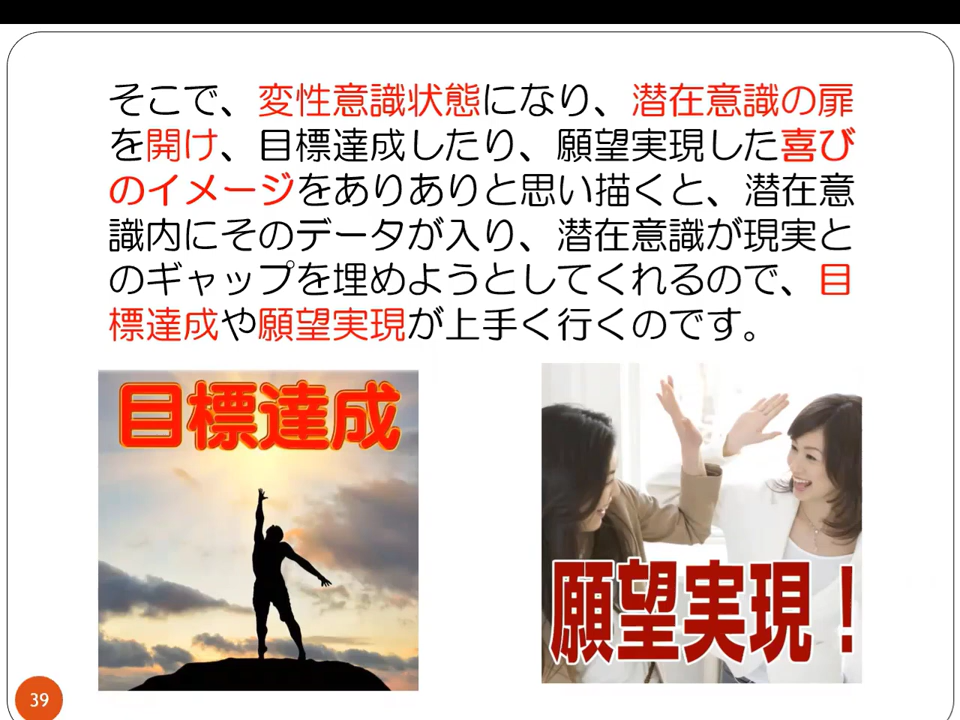 そこで、変性意識状態になり、潜在意識の扉
を開け、目標達成したり、願望実現した喜び
のイメージをありありと思い描くと、潜在意
識内にそのデータが入り、潜在意識が現実と
のギャップを埋めようとしてくれるので、目
標達成や願望実現が上手く行くのです。
目標達成
願望実現！
39